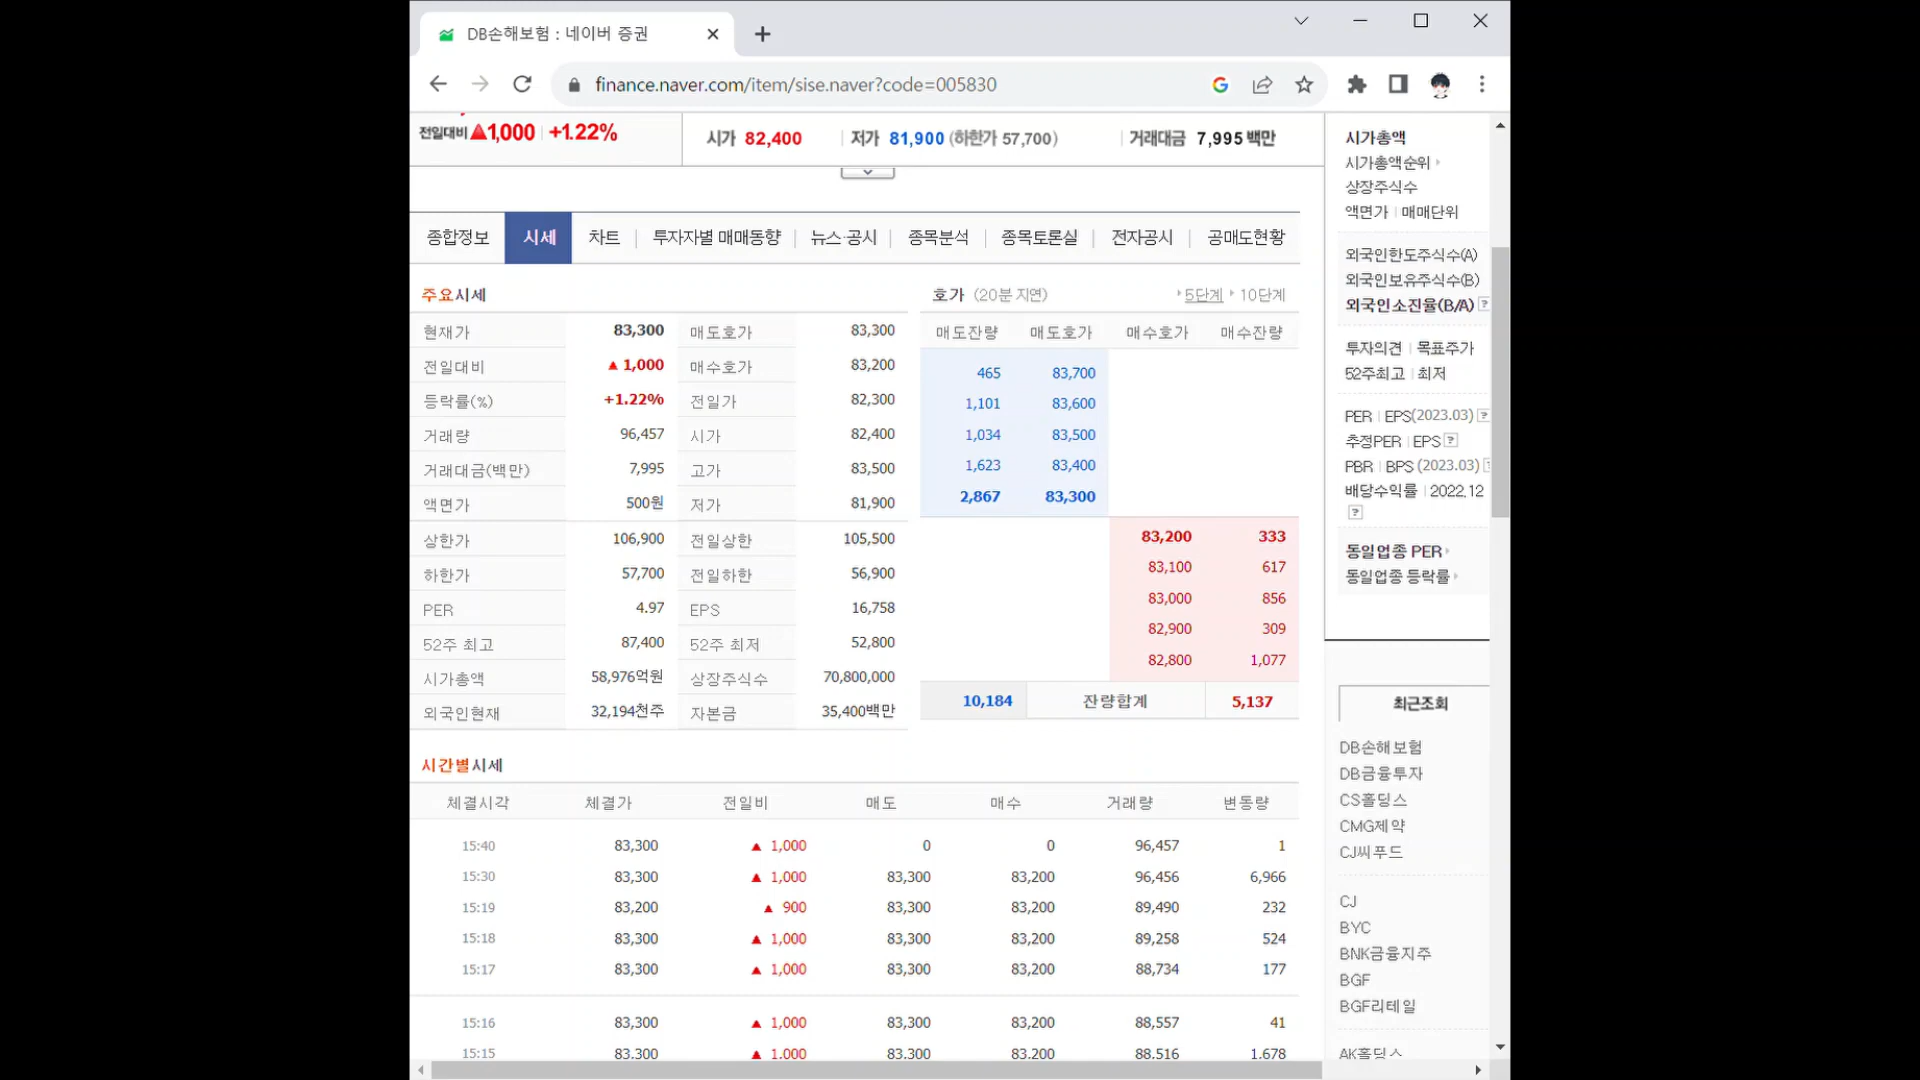 DB손해보험 : 네이버 증권
finance.naver.com/item/sise.naver?code=005830
전일대비 ▲1,000 +1.22%
시가 82,400 저가 81,900 (하한가 57,700) 거래대금 7,995 백만
종합정보 시세 차트 투자자별 매매동향 뉴스·공시 종목분석 종목토론실 전자공시 공매도현황
주요시세
현재가 83,300 매도호가 83,300
전일대비 ▲ 1,000 매수호가 83,200
등락률(%) +1.22% 전일가 82,300
거래량 96,457 시가 82,400
거래대금(백만) 7,995 고가 83,500
액면가 500원 저가 81,900
상한가 106,900 전일상한 105,500
하한가 57,700 전일하한 56,900
PER 4.97 EPS 16,758
52주 최고 87,400 52주 최저 52,800
시가총액 58,976억원 상장주식수 70,800,000
외국인현재 32,194천주 자본금 35,400백만
호가 (20분 지연) 5단계 10단계
매도잔량 매도호가 매수호가 매수잔량
465 83,700
1,101 83,600
1,034 83,500
1,623 83,400
2,867 83,300
83,200 333
83,100 617
83,000 856
82,900 309
82,800 1,077
10,184 잔량합계 5,137
시간별시세
체결시각 체결가 전일비 매도 매수 거래량 변동량
15:40 83,300 ▲ 1,000 0 0 96,457 1
15:30 83,300 ▲ 1,000 83,300 83,200 96,456 6,966
15:19 83,200 ▲ 900 83,300 83,200 89,490 232
15:18 83,300 ▲ 1,000 83,300 83,200 89,258 524
15:17 83,300 ▲ 1,000 83,300 83,200 88,734 177
15:16 83,300 ▲ 1,000 83,300 83,200 88,557 41
15:15 83,300 ▲ 1,000 83,300 83,200 88,516 1,678
시가총액
시가총액순위
상장주식수
액면가 매매단위
외국인한도주식수(A)
외국인보유주식수(B)
외국인소진율(B/A) ?
투자의견 목표주가
52주최고 최저
PER EPS(2023.03) ?
추정PER EPS ?
PBR BPS (2023.03) ?
배당수익률 2022.12
?
동일업종 PER
동일업종 등락률
최근조회
DB손해보험
DB금융투자
CS홀딩스
CMG제약
CJ씨푸드
CJ
BYC
BNK금융지주
BGF
BGF리테일
AK홀딩스